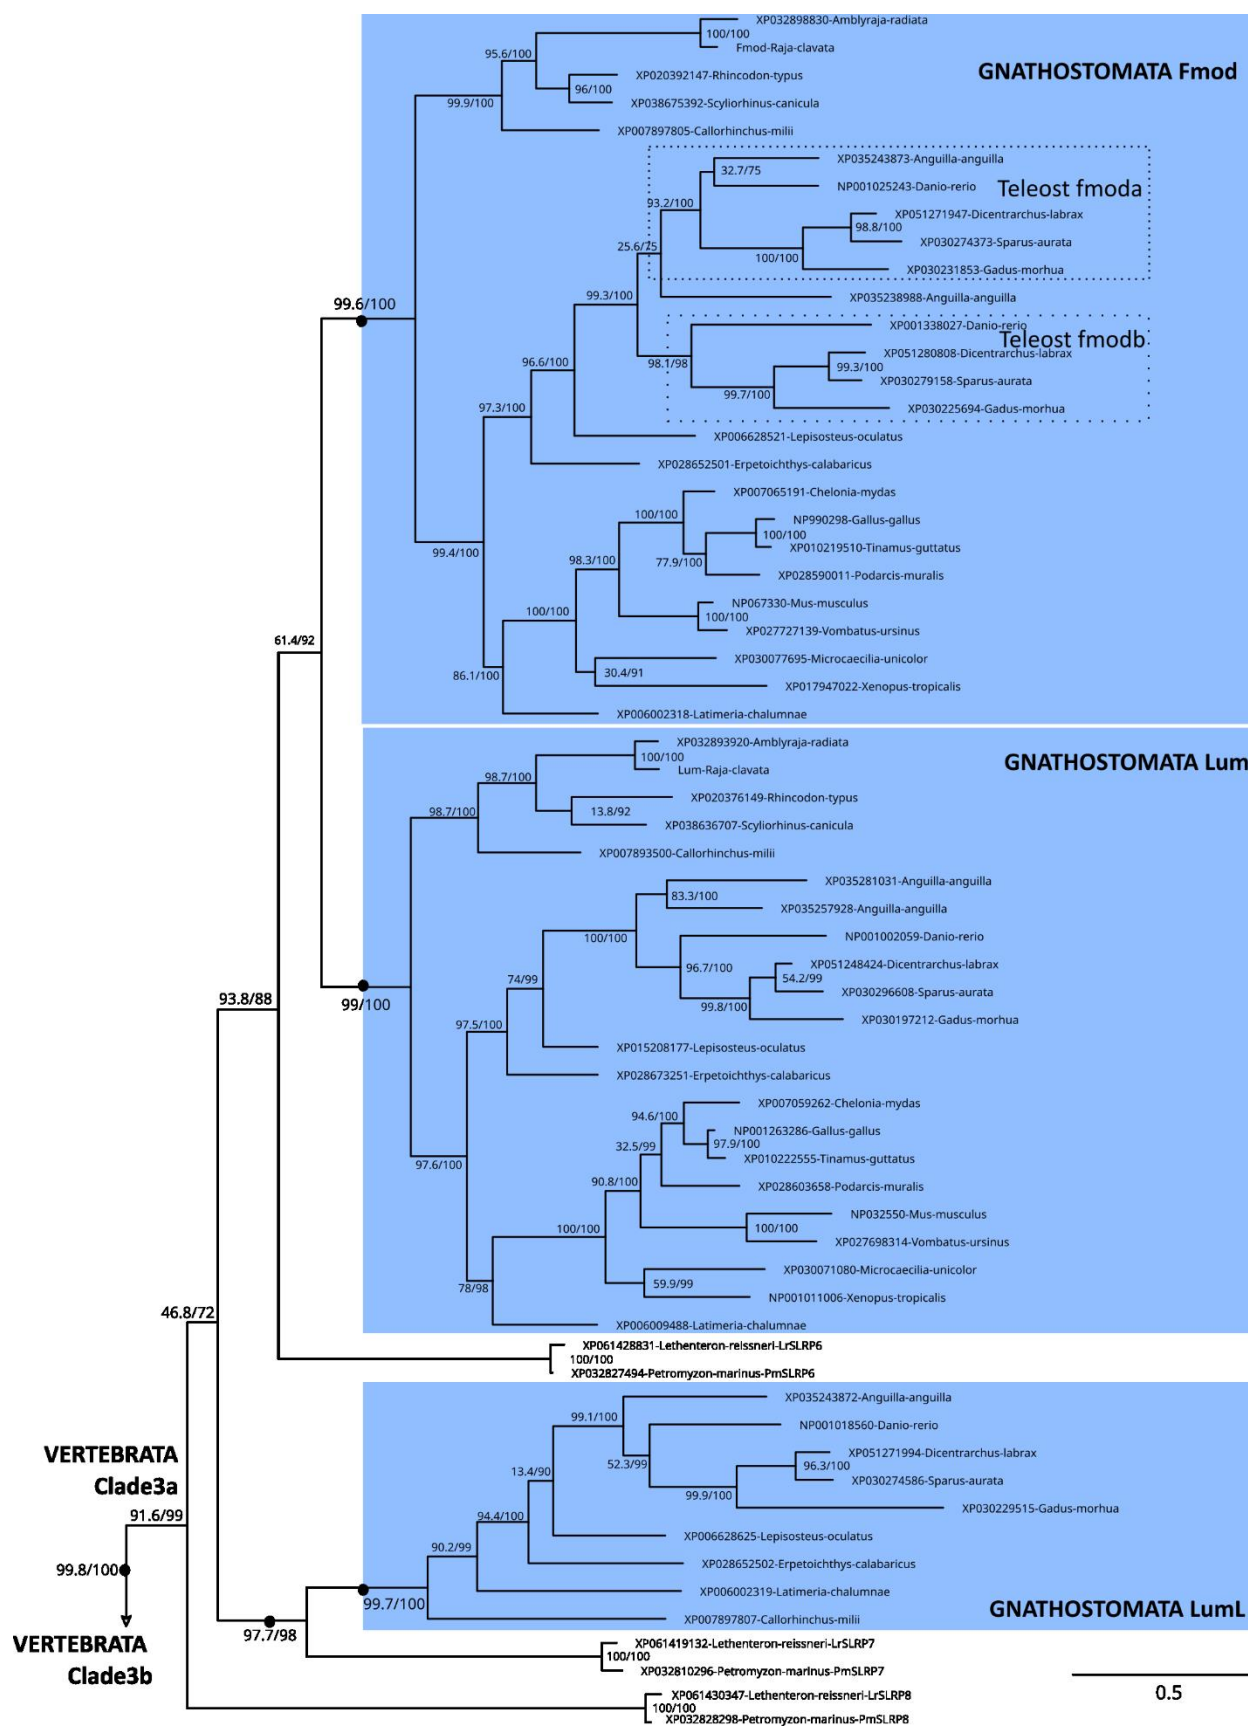 XP032898830-Amblyraja-radiata
100/100
Fmod-Raja-clavata
95.6/100
GNATHOSTOMATA Fmod
XP020392147-Rhincodon-typus
96/100
99.9/100
XP038675392-Scyliorhinus-canicula
XP007897805-Callorhinchus-milii
XP035243873-Anguilla-anguilla
32.7/75
NP001025243-Danio-rerio
Teleost fmoda
93.2/100
XP051271947-Dicentrarchus-labrax
98.8/100
XP030274373-Sparus-aurata
25.6/75
100/100
XP030231853-Gadus-morhua
99.3/100
XP035238988-Anguilla-anguilla
99.6/100
XP001338027-Danio-rerio
Teleost fmodb
XP051280808-Dicentrarchus-labrax
98.1/98
99.3/100
96.6/100
XP030279158-Sparus-aurata
99.7/100
XP030225694-Gadus-morhua
97.3/100
XP006628521-Lepisosteus-oculatus
XP028652501-Erpetoichthys-calabaricus
XP007065191-Chelonia-mydas
100/100
NP990298-Gallus-gallus
100/100
XP010219510-Tinamus-guttatus
99.4/100
98.3/100
77.9/100
XP028590011-Podarcis-muralis
NP067330-Mus-musculus
100/100
100/100
XP027727139-Vombatus-ursinus
61.4/92
XP030077695-Microcaecilia-unicolor
86.1/100
30.4/91
XP017947022-Xenopus-tropicalis
XP006002318-Latimeria-chalumnae
XP032893920-Amblyraja-radiata
100/100
GNATHOSTOMATA Lum
Lum-Raja-clavata
98.7/100
XP020376149-Rhincodon-typus
98.7/100
13.8/92
XP038636707-Scyliorhinus-canicula
XP007893500-Callorhinchus-milii
XP035281031-Anguilla-anguilla
83.3/100
XP035257928-Anguilla-anguilla
100/100
NP001002059-Danio-rerio
XP051248424-Dicentrarchus-labrax
96.7/100
54.2/99
74/99
XP030296608-Sparus-aurata
93.8/88
99/100
99.8/100
XP030197212-Gadus-morhua
97.5/100
XP015208177-Lepisosteus-oculatus
XP028673251-Erpetoichthys-calabaricus
XP007059262-Chelonia-mydas
94.6/100
NP001263286-Gallus-gallus
97.9/100
32.5/99
XP010222555-Tinamus-guttatus
97.6/100
90.8/100
XP028603658-Podarcis-muralis
NP032550-Mus-musculus
100/100
100/100
XP027698314-Vombatus-ursinus
XP030071080-Microcaecilia-unicolor
78/98
59.9/99
NP001011006-Xenopus-tropicalis
46.8/72
XP006009488-Latimeria-chalumnae
XP061428831-Lethenteron-reissneri-LrSLRP6
100/100
XP032827494-Petromyzon-marinus-PmSLRP6
XP035243872-Anguilla-anguilla
99.1/100
NP001018560-Danio-rerio
VERTEBRATA
Clade3a
XP051271994-Dicentrarchus-labrax
52.3/99
96.3/100
13.4/90
XP030274586-Sparus-aurata
99.9/100
91.6/99
XP030229515-Gadus-morhua
94.4/100
XP006628625-Lepisosteus-oculatus
90.2/99
XP028652502-Erpetoichthys-calabaricus
99.8/100
XP006002319-Latimeria-chalumnae
99.7/100
GNATHOSTOMATA LumL
XP007897807-Callorhinchus-milii
97.7/98
VERTEBRATA
Clade3b
XP061419132-Lethenteron-reissneri-LrSLRP7
100/100
XP032810296-Petromyzon-marinus-PmSLRP7
0.5
XP061430347-Lethenteron-reissneri-LrSLRP8
100/100
XP032828298-Petromyzon-marinus-PmSLRP8